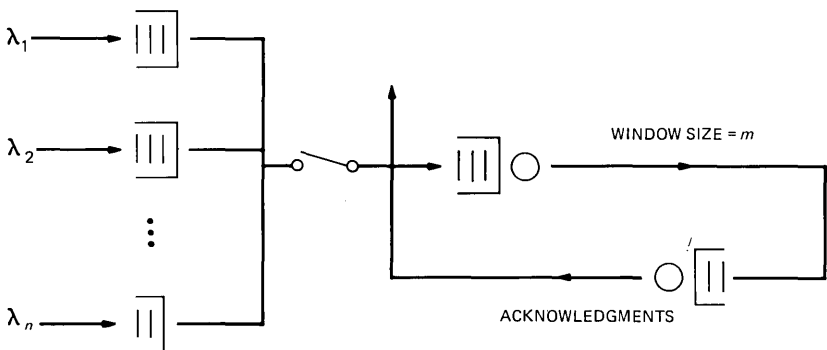 λ1
λ2
λn
WINDOW SIZE = m
ACKNOWLEDGMENTS